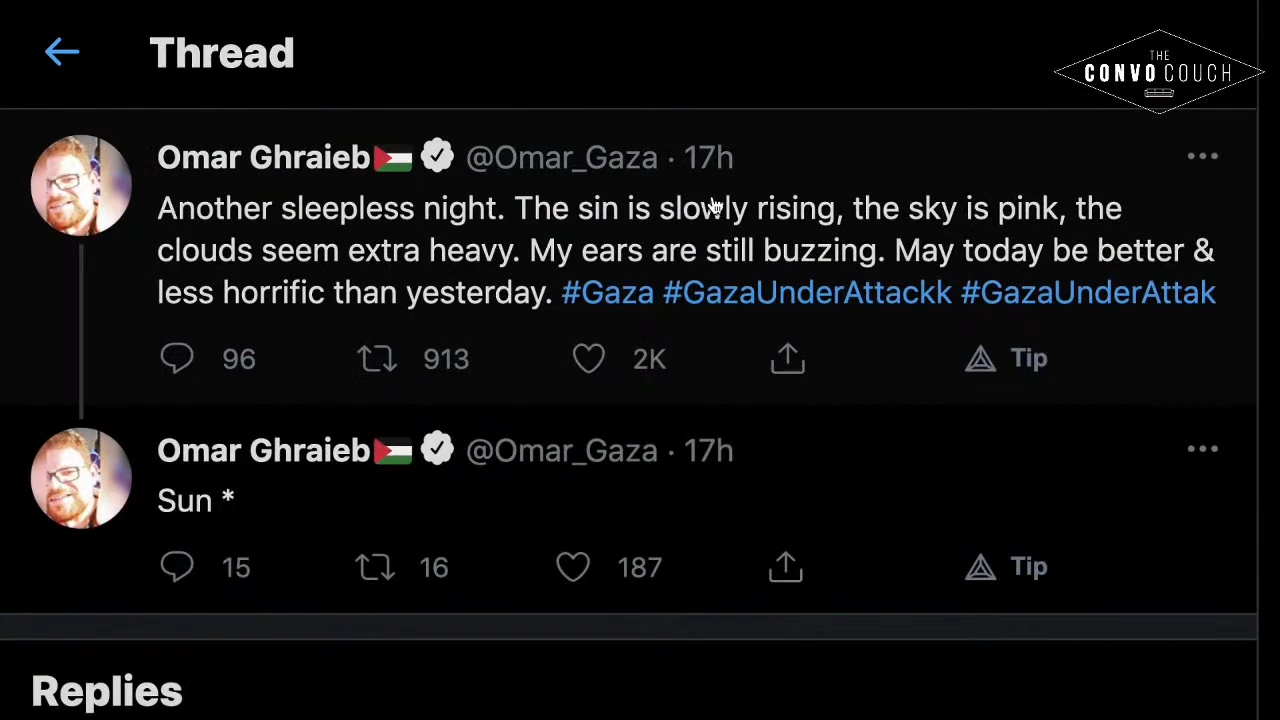 Thread
THE
CONVO COUCH
Omar Ghraieb🇵🇸 @Omar_Gaza · 17h
Another sleepless night. The sin is slowly rising, the sky is pink, the
clouds seem extra heavy. My ears are still buzzing. May today be better &
less horrific than yesterday. #Gaza #GazaUnderAttackk #GazaUnderAttak
96 913 2K Tip
Omar Ghraieb🇵🇸 @Omar_Gaza · 17h
Sun *
15 16 187 Tip
Replies